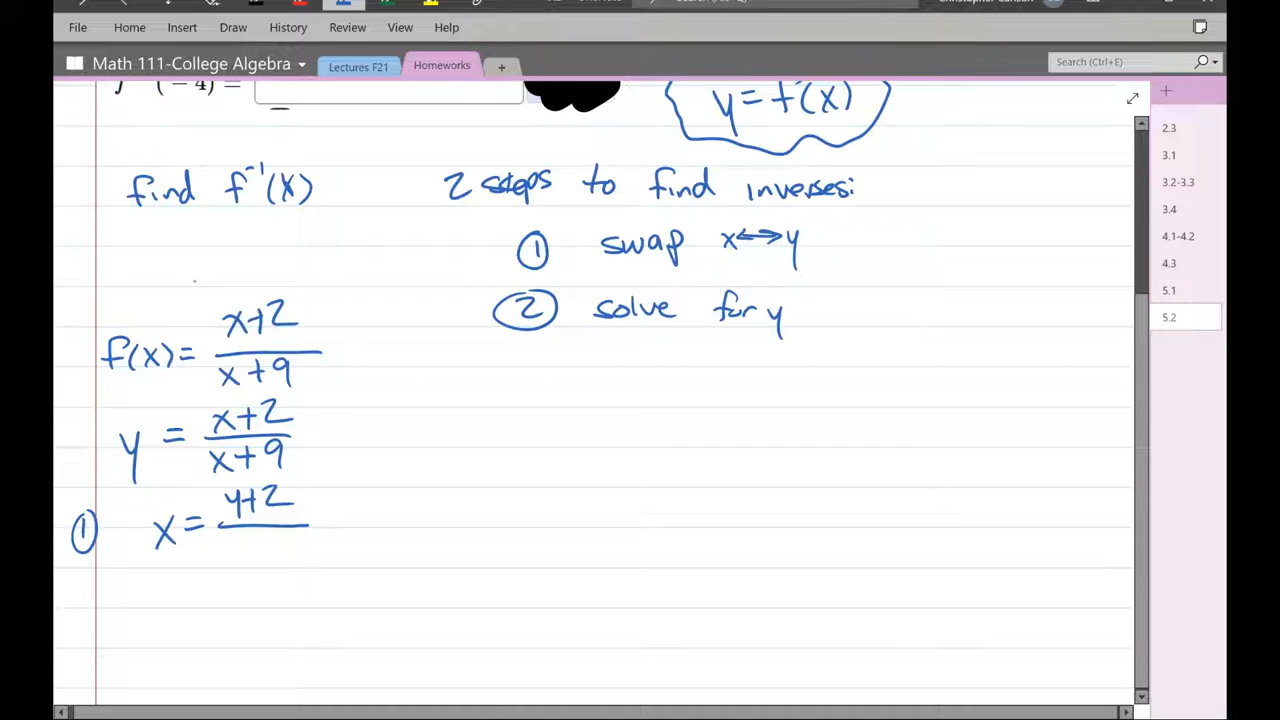 File Home Insert Draw History Review View Help
Math 111-College Algebra Lectures F21 Homeworks + Search (Ctrl+E)
(−4) =
y = f(x)
find f⁻¹(x)
2 steps to find inverses:
① swap x↔y
② solve for y
f(x) = x+2 / x+9
y = x+2 / x+9
① x = y+2
2.3
3.1
3.2-3.3
3.4
4.1-4.2
4.3
5.1
5.2